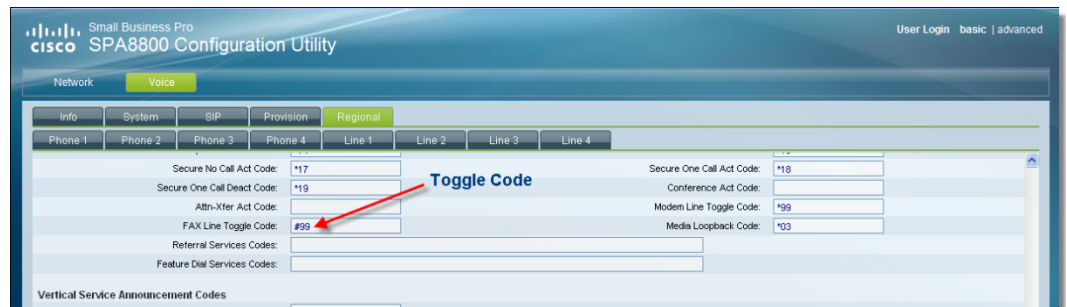 Small Business Pro
cisco SPA8800 Configuration Utility
User Login basic | advanced
Network Voice
Info System SIP Provision Regional
Phone 1 Phone 2 Phone 3 Phone 4 Line 1 Line 2 Line 3 Line 4
Secure No Call Act Code: *17 Secure One Call Act Code: *18
Toggle Code
Secure One Call Deact Code: *19 Conference Act Code:
Attn-Xfer Act Code: Modem Line Toggle Code: *99
FAX Line Toggle Code: #99 Media Loopback Code: *03
Referral Services Codes:
Feature Dial Services Codes:
Vertical Service Announcement Codes